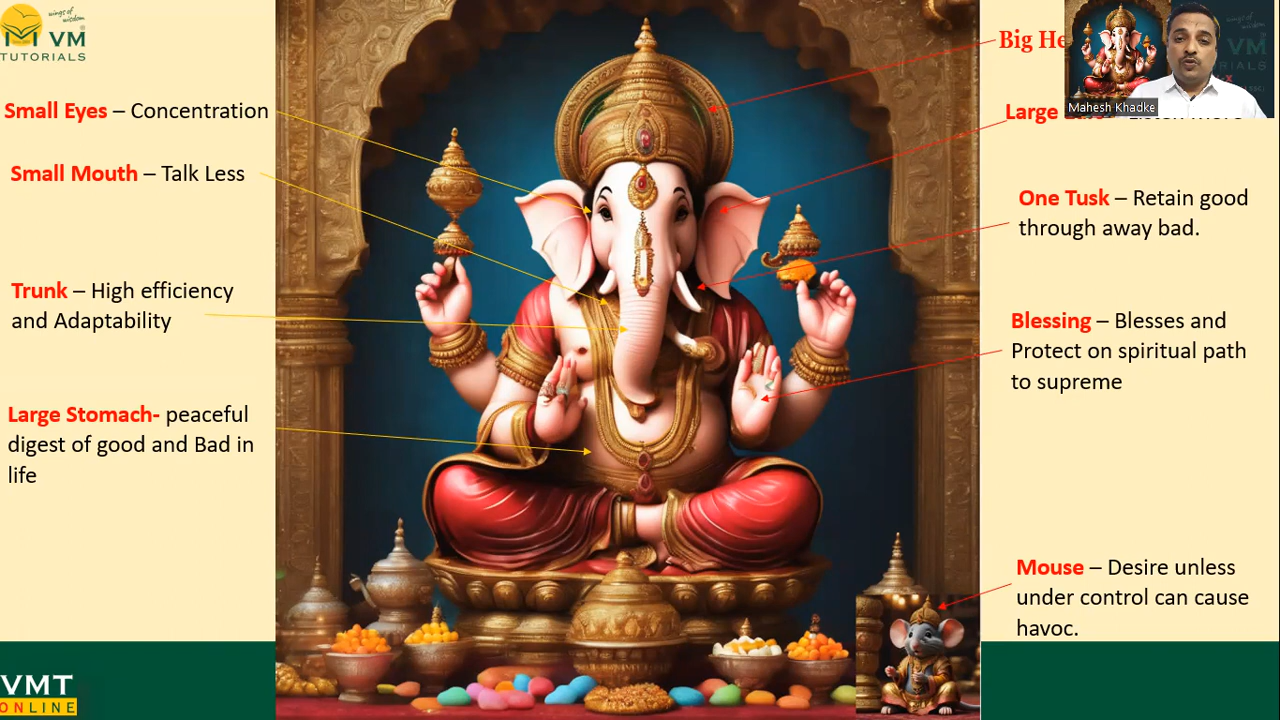 wings of
wisdom
VM
TUTORIALS
Small Eyes – Concentration
Small Mouth – Talk Less
Trunk – High efficiency
and Adaptability
Large Stomach- peaceful
digest of good and Bad in
life
VMT
ONLINE
Big
Mahesh Khadke
Large
One Tusk – Retain good
through away bad.
Blessing – Blesses and
Protect on spiritual path
to supreme
Mouse – Desire unless
under control can cause
havoc.